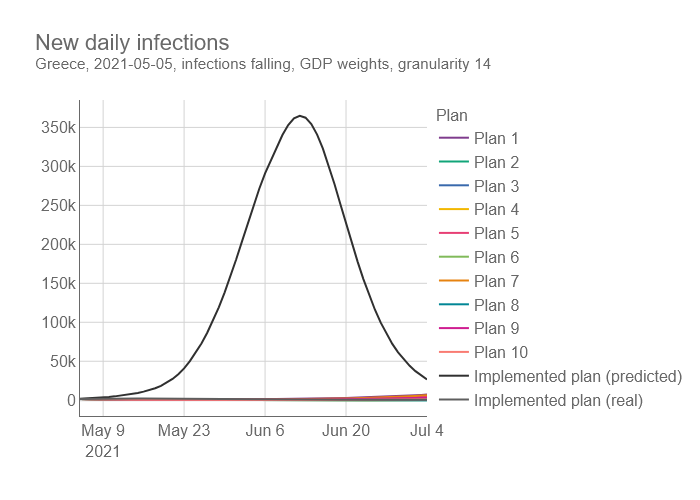 New daily infections
Greece, 2021-05-05, infections falling, GDP weights, granularity 14
350k
300k
250k
200k
150k
100k
50k
0
May 9
2021
May 23
Jun 6
Jun 20
Jul 4
Plan
Plan 1
Plan 2
Plan 3
Plan 4
Plan 5
Plan 6
Plan 7
Plan 8
Plan 9
Plan 10
Implemented plan (predicted)
Implemented plan (real)